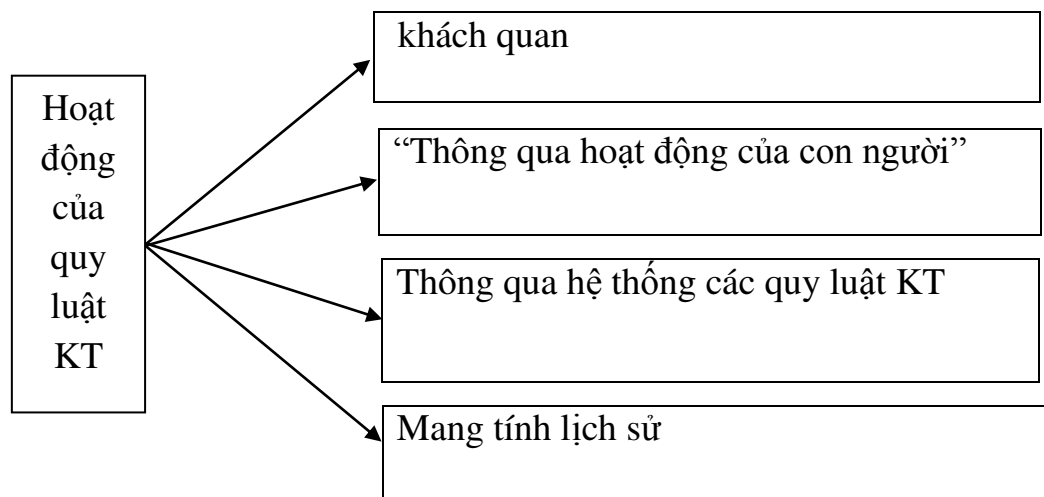 Hoạt
động
của
quy
luật
KT
khách quan
“Thông qua hoạt động của con người”
Thông qua hệ thống các quy luật KT
Mang tính lịch sử